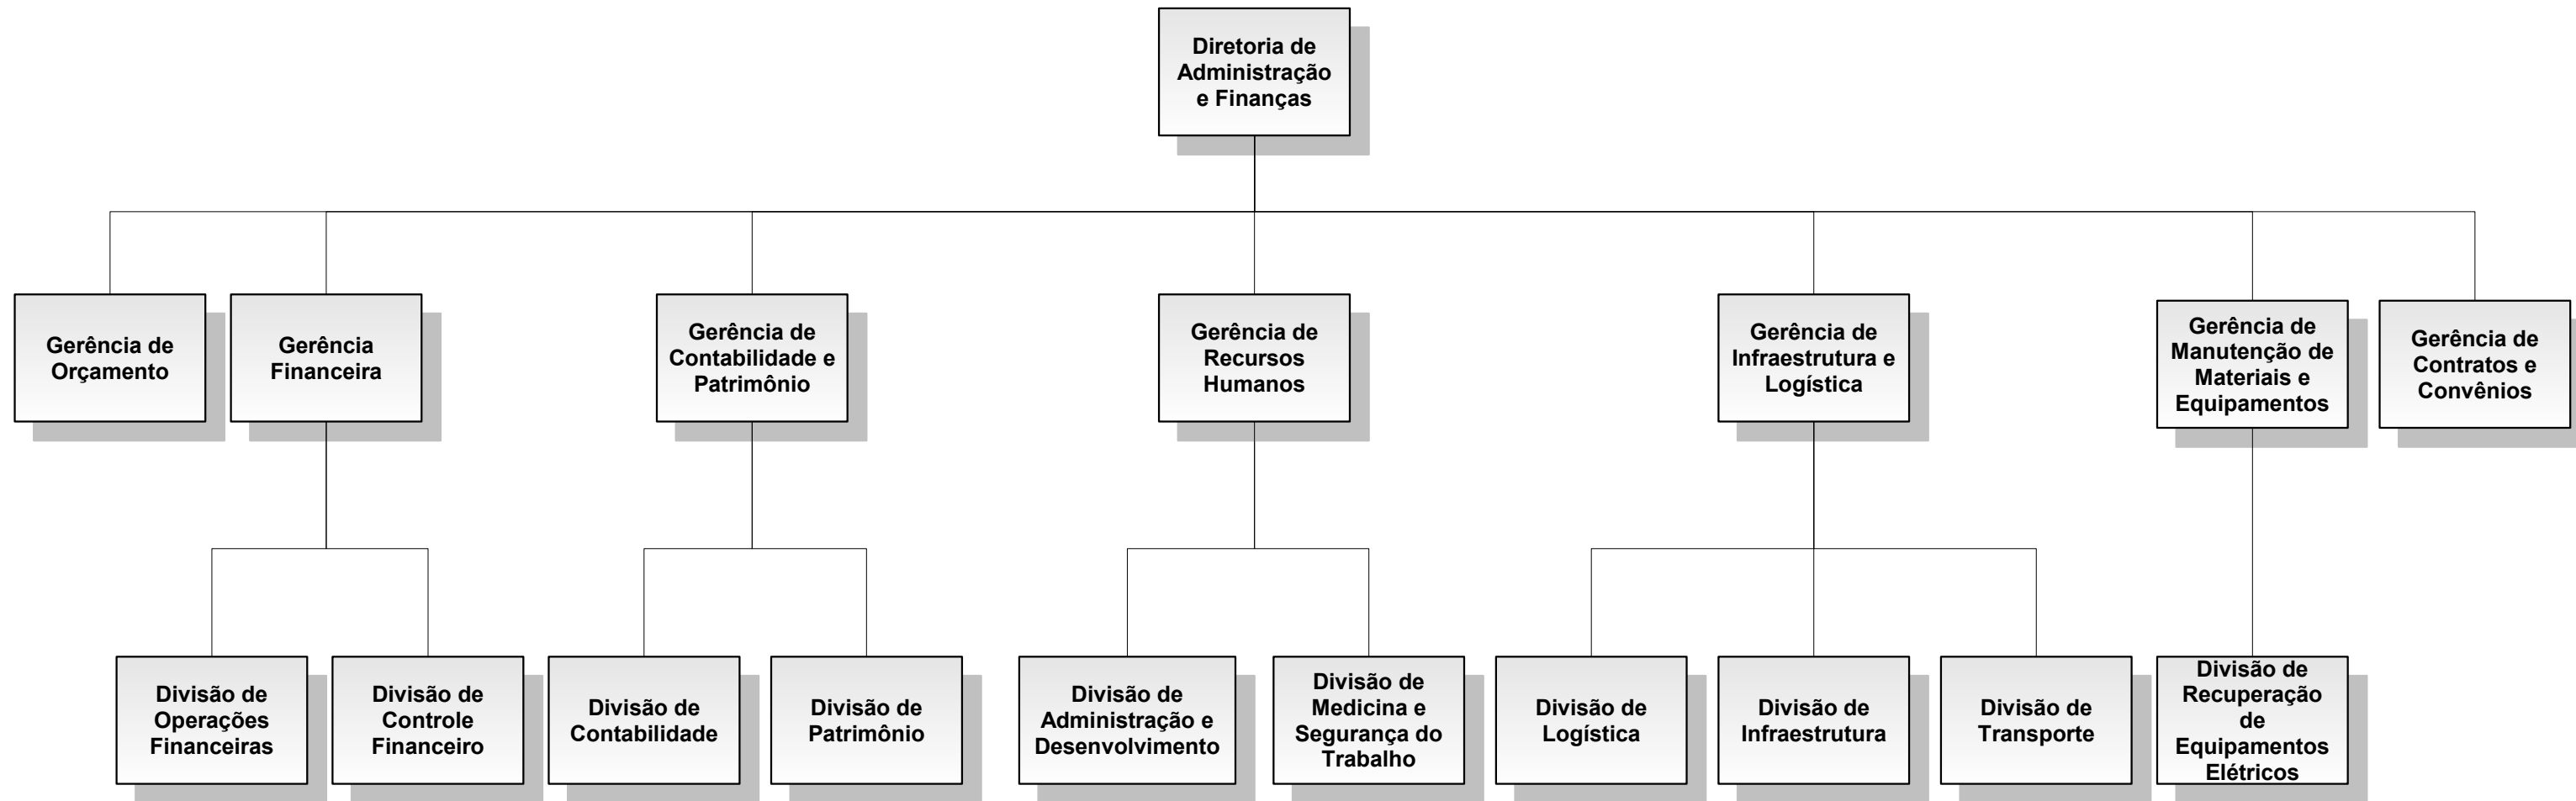 Diretoria de
Administração
e Finanças
Gerência de
Orçamento
Gerência
Financeira
Gerência de
Contabilidade e
Patrimônio
Gerência de
Recursos
Humanos
Gerência de
Infraestrutura e
Logística
Gerência de
Manutenção de
Materiais e
Equipamentos
Gerência de
Contratos e
Convênios
Divisão de
Operações
Financeiras
Divisão de
Controle
Financeiro
Divisão de
Contabilidade
Divisão de
Patrimônio
Divisão de
Administração e
Desenvolvimento
Divisão de
Medicina e
Segurança do
Trabalho
Divisão de
Logística
Divisão de
Infraestrutura
Divisão de
Transporte
Divisão de
Recuperação
de
Equipamentos
Elétricos